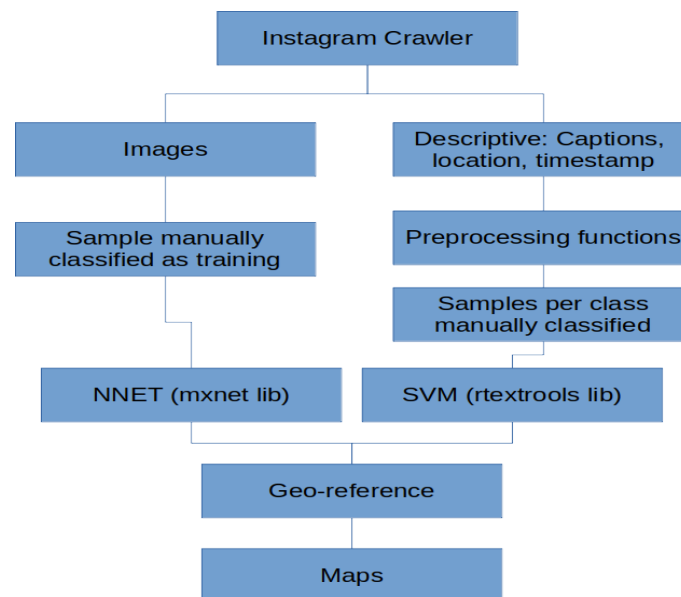 Instagram Crawler
Images
Descriptive: Captions,
location, timestamp
Sample manually
classified as training
Preprocessing functions
Samples per class
manually classified
NNET (mxnet lib)
SVM (rtextrools lib)
Geo-reference
Maps